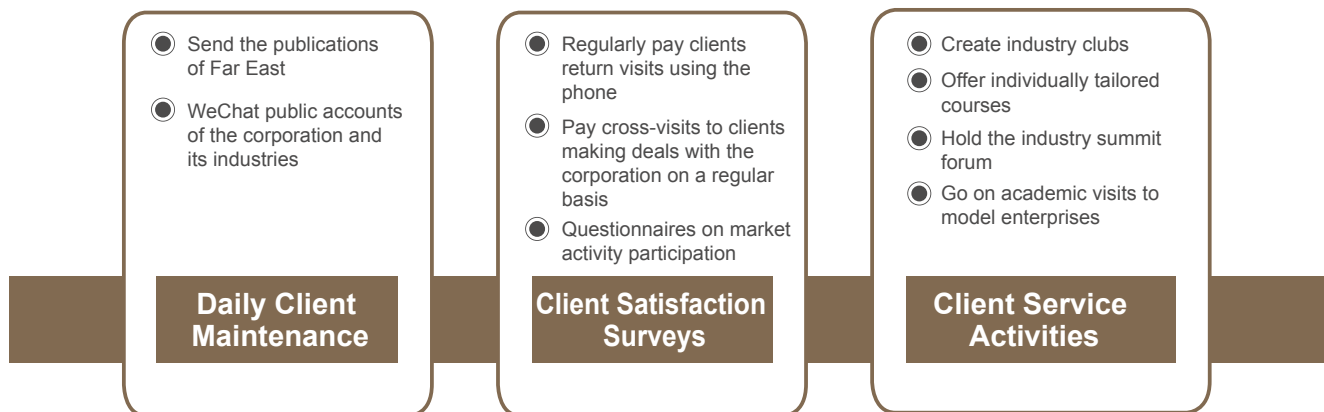 Send the publications
of Far East
WeChat public accounts
of the corporation and
its industries
Daily Client
Maintenance
Regularly pay clients
return visits using the
phone
Pay cross-visits to clients
making deals with the
corporation on a regular
basis
Questionnaires on market
activity participation
Client Satisfaction
Surveys
Create industry clubs
Offer individually tailored
courses
Hold the industry summit
forum
Go on academic visits to
model enterprises
Client Service
Activities